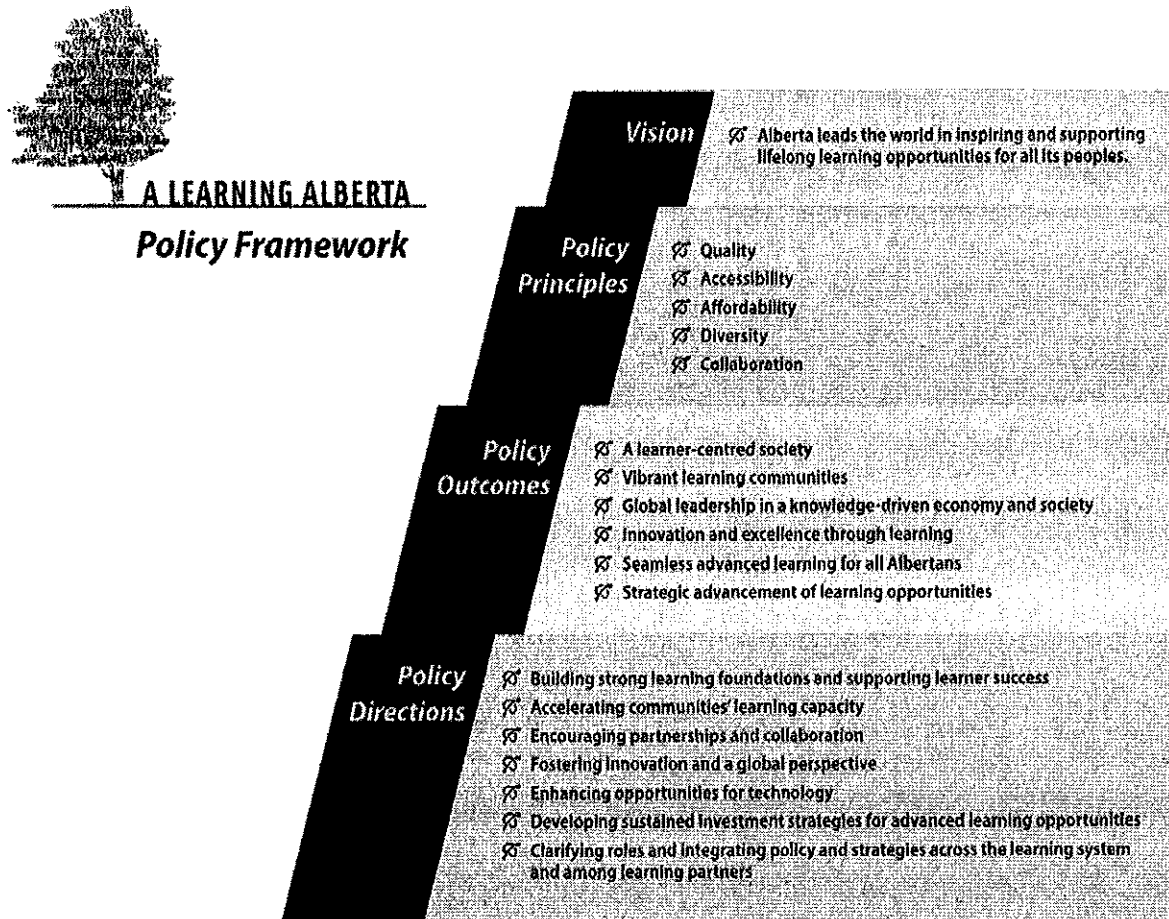 A LEARNING ALBERTA
Policy Framework
Vision
Alberta leads the world in inspiring and supporting
lifelong learning opportunities for all its peoples.
Policy
Principles
Quality
Accessibility
Affordability
Diversity
Collaboration
Policy
Outcomes
A learner-centred society
Vibrant learning communities
Global leadership in a knowledge-driven economy and society
Innovation and excellence through learning
Seamless advanced learning for all Albertans
Strategic advancement of learning opportunities
Policy
Directions
Building strong learning foundations and supporting learner success
Accelerating communities' learning capacity
Encouraging partnerships and collaboration
Fostering innovation and a global perspective
Enhancing opportunities for technology
Developing sustained investment strategies for advanced learning opportunities
Clarifying roles and integrating policy and strategies across the learning system
and among learning partners